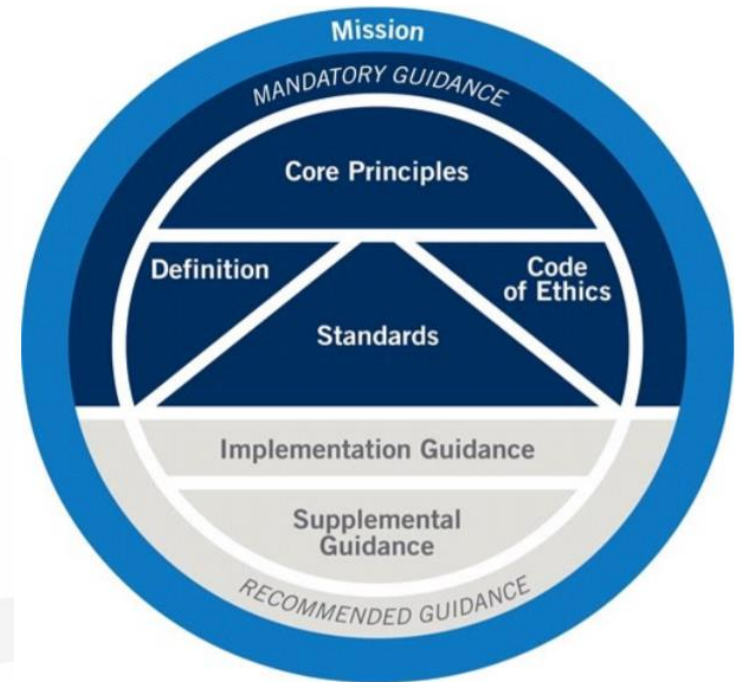 Mission
MANDATORY GUIDANCE
Core Principles
Definition
Code
of Ethics
Standards
Implementation Guidance
Supplemental
Guidance
RECOMMENDED GUIDANCE